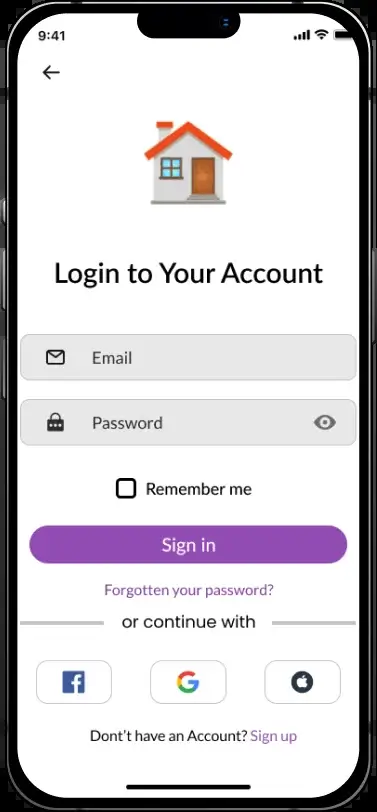 9:41
Login to Your Account
Email
Password
Remember me
Sign in
Forgotten your password?
or continue with
Dont't have an Account? Sign up